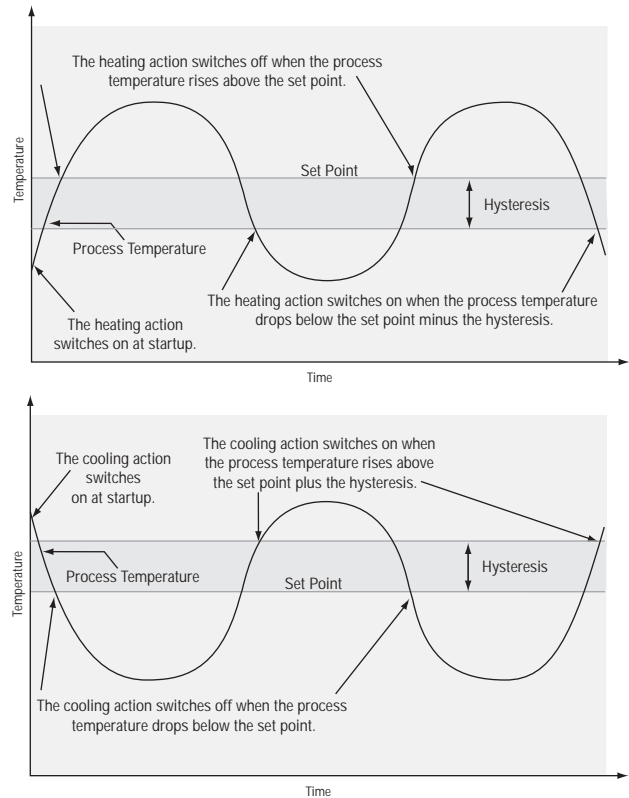 The heating action switches off when the process
temperature rises above the set point.
Temperature
Set Point
Hysteresis
Process Temperature
The heating action switches on when the process temperature
drops below the set point minus the hysteresis.
The heating action
switches on at startup.
Time
The cooling action switches on when
the process temperature rises above
the set point plus the hysteresis.
The cooling action
switches
on at startup.
Temperature
Hysteresis
Process Temperature
Set Point
The cooling action switches off when the process
temperature drops below the set point.
Time